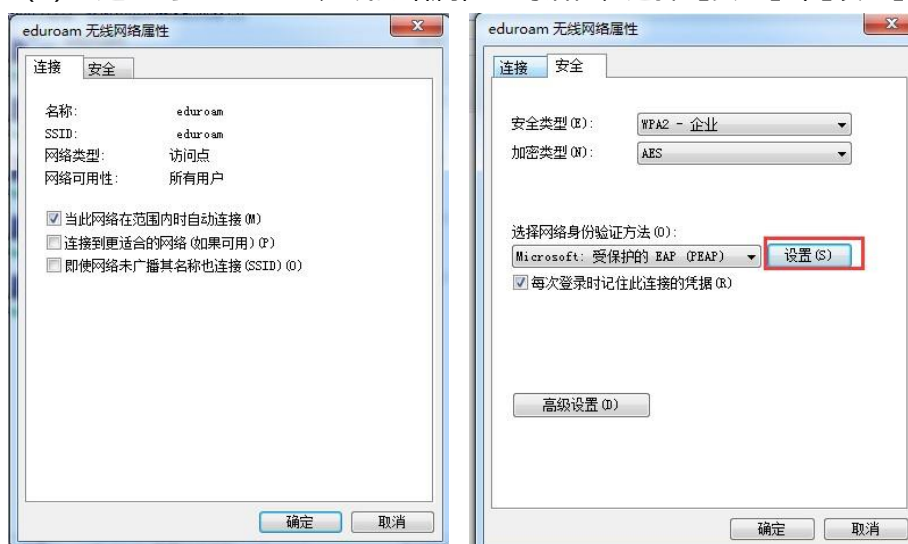 eduroam 无线网络属性
连接 安全
名称: eduroam
SSID: eduroam
网络类型: 访问点
网络可用性: 所有用户
当此网络在范围内时自动连接(M)
连接到更适合的网络(如果可用)(P)
即使网络未广播其名称也连接(SSID)(O)
确定 取消
eduroam 无线网络属性
连接 安全
安全类型(E): WPA2 - 企业
加密类型(N): AES
选择网络身份验证方法(O):
Microsoft: 受保护的 EAP (PEAP) 设置(S)
每次登录时记住此连接的凭据(R)
高级设置(D)
确定 取消